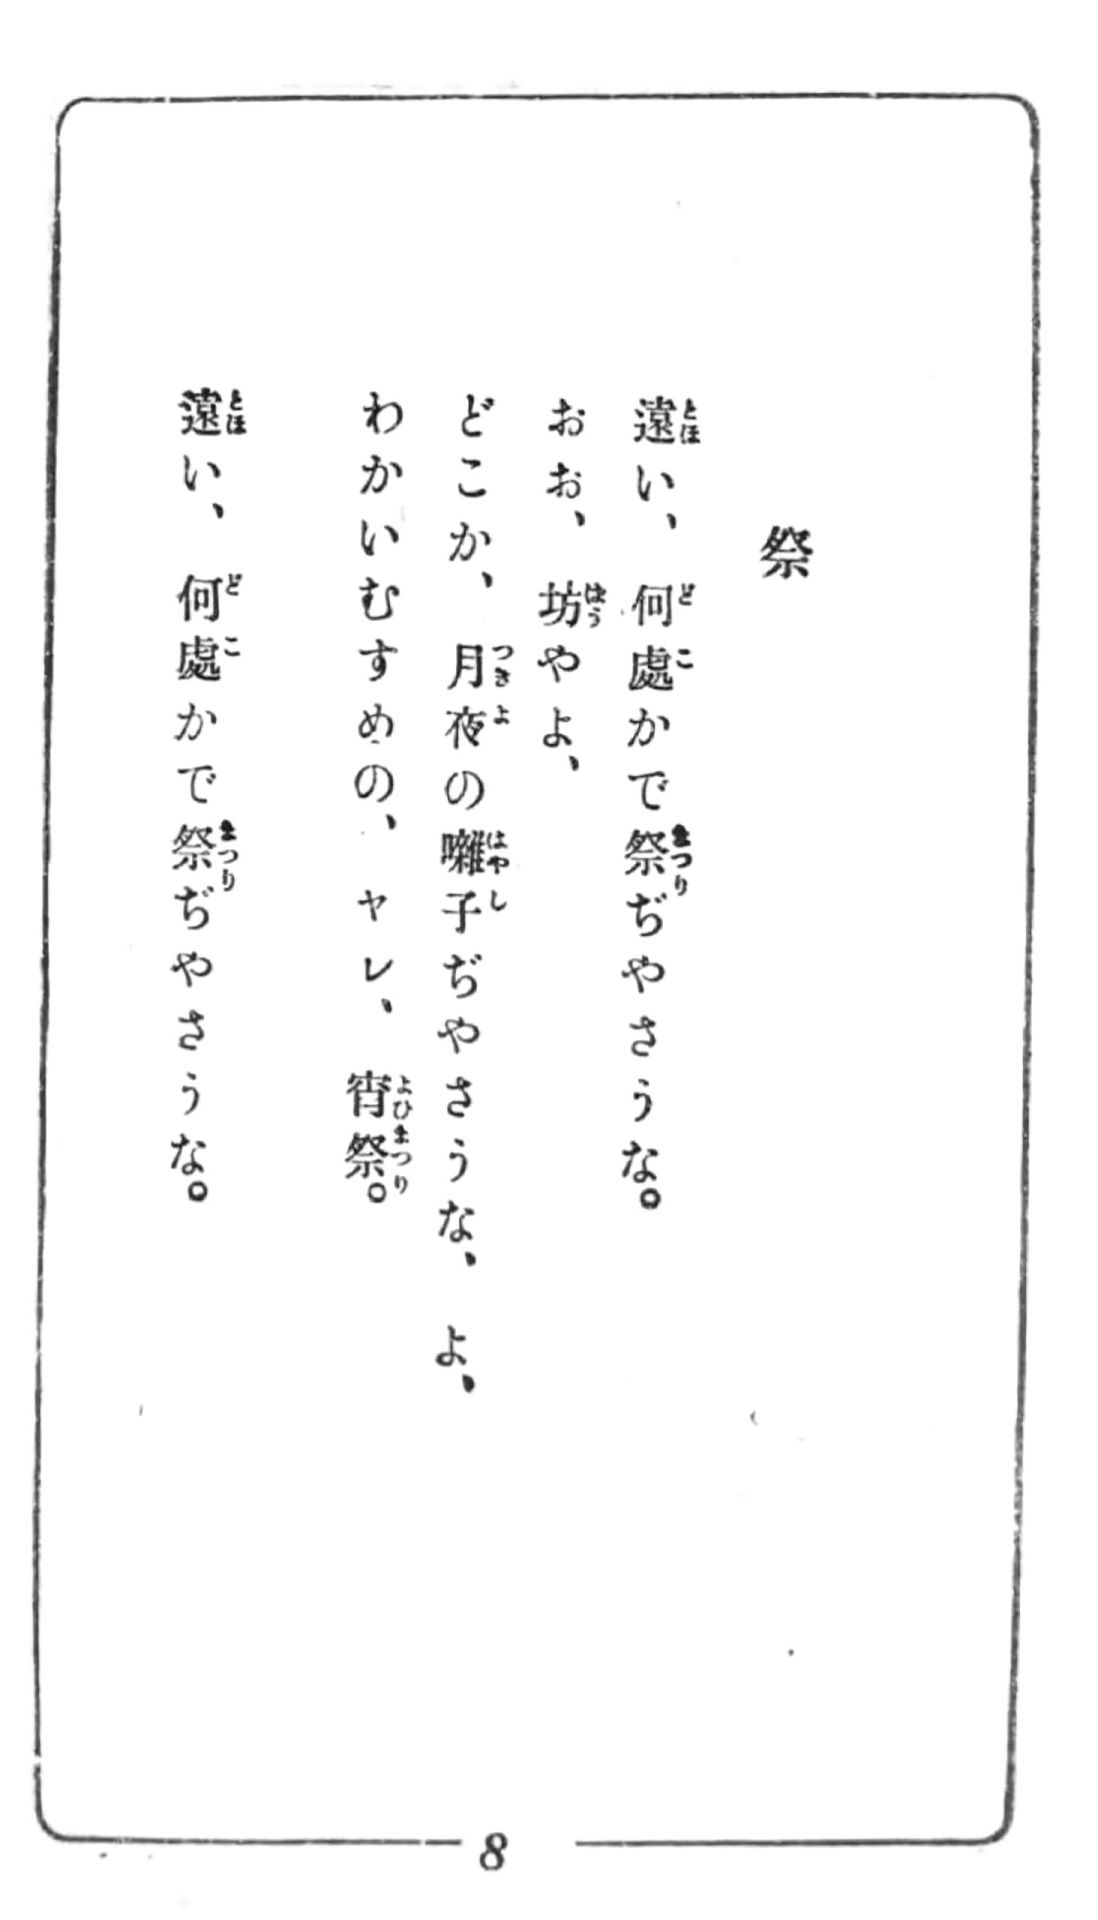 祭
遠い、何處かで祭ぢやさうな。
おお、坊やよ、
どこか、月夜の囃子ぢやさうな、よ、
わかいむすめの、ヤレ、宵祭。
遠い、何處かで祭ぢやさうな。
8